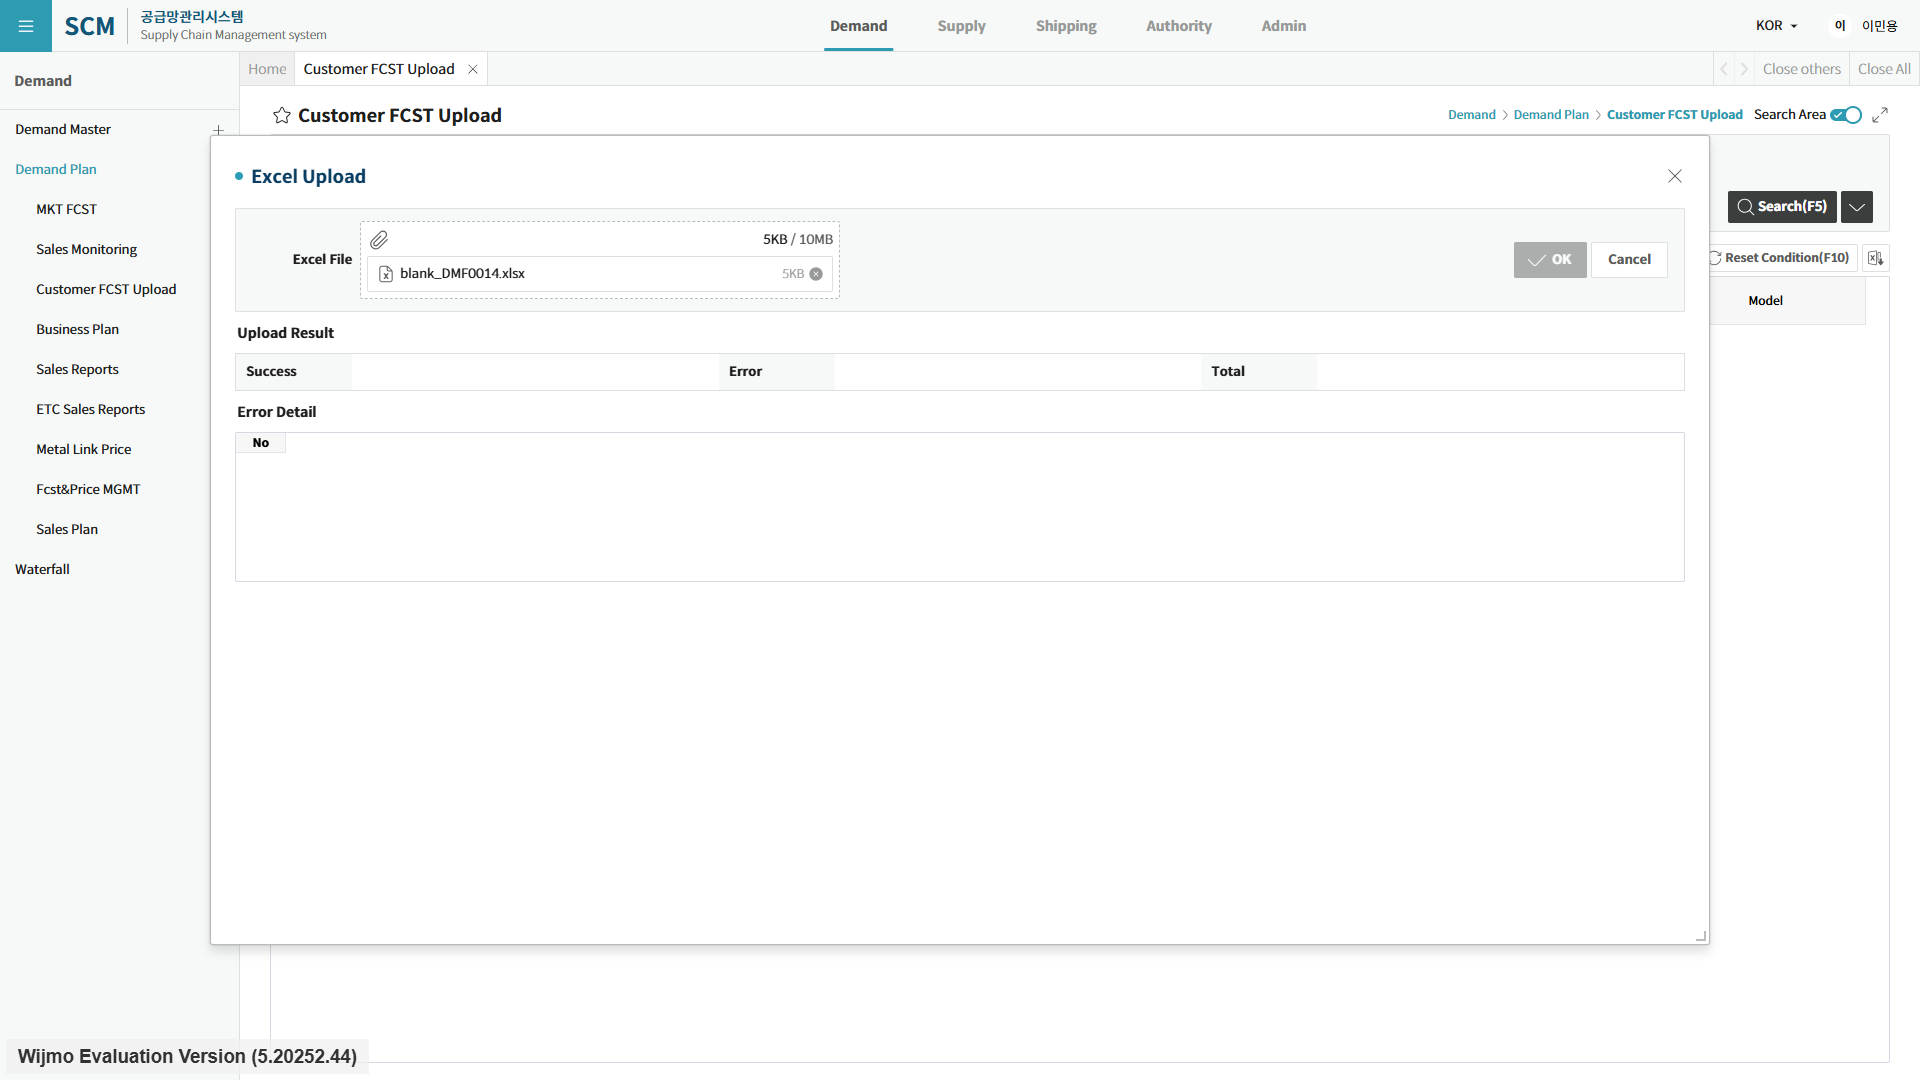 SCM
공급망관리시스템
Supply Chain Management system
Demand
Supply
Shipping
Authority
Admin
KOR
이
이민용
Demand
Home
Customer FCST Upload
Close others
Close All
Demand Master
Demand Plan
MKT FCST
Sales Monitoring
Customer FCST Upload
Business Plan
Sales Reports
ETC Sales Reports
Metal Link Price
Fcst&Price MGMT
Sales Plan
Waterfall
Customer FCST Upload
Demand > Demand Plan > Customer FCST Upload
Search Area
Search(F5)
Reset Condition(F10)
Model
Excel Upload
Excel File
5KB / 10MB
blank_DMF0014.xlsx
5KB
OK
Cancel
Upload Result
Success
Error
Total
Error Detail
No
Wijmo Evaluation Version (5.20252.44)